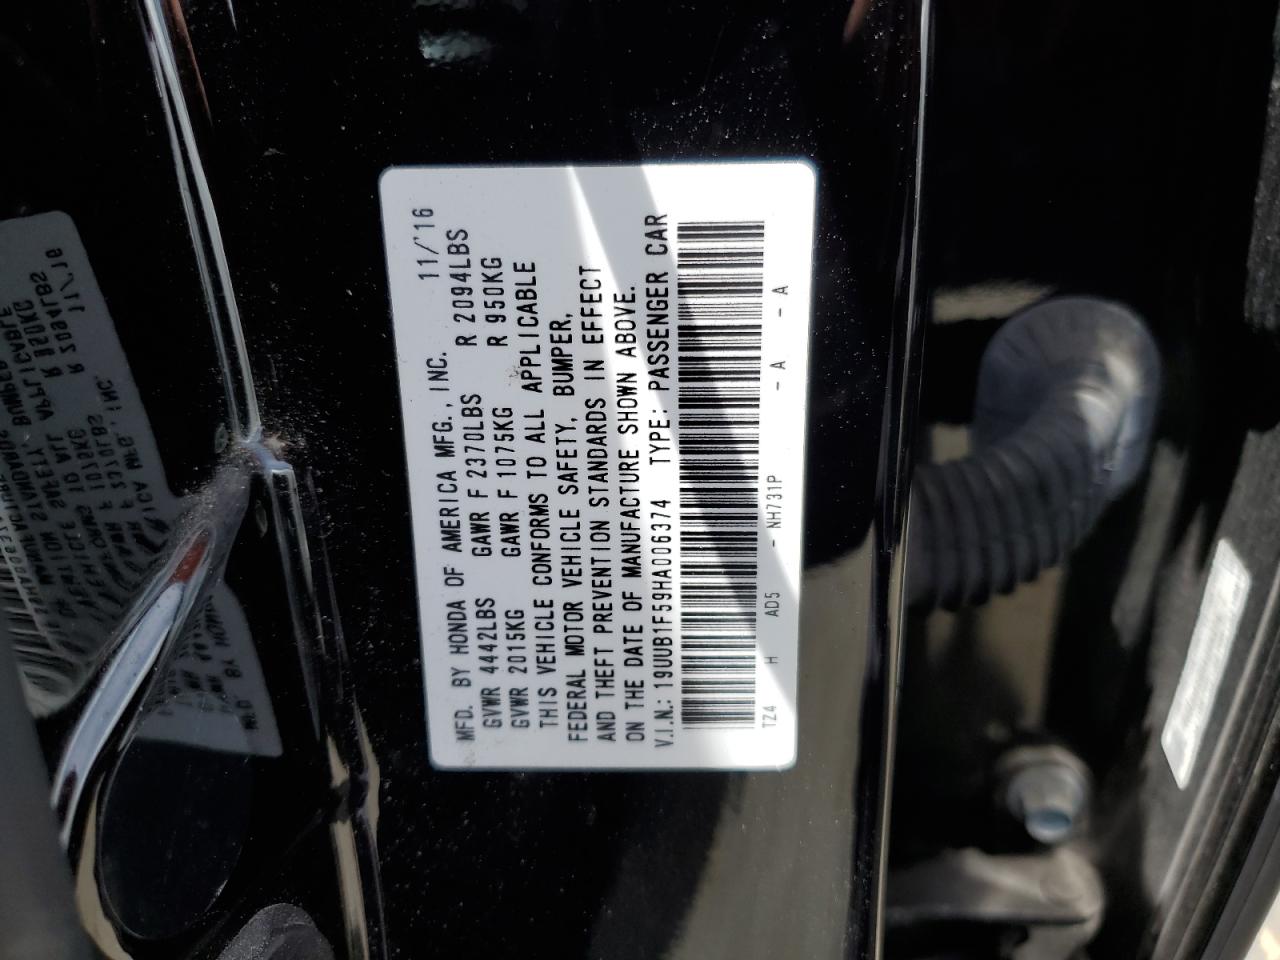 MFD. BY HONDA OF AMERICA MFG., INC. 11/'16
GVWR 4442LBS GAWR F 2370LBS R 2094LBS
GVWR 2015KG GAWR F 1075KG R 950KG
THIS VEHICLE CONFORMS TO ALL APPLICABLE
FEDERAL MOTOR VEHICLE SAFETY, BUMPER,
AND THEFT PREVENTION STANDARDS IN EFFECT
ON THE DATE OF MANUFACTURE SHOWN ABOVE.
V.I.N.: 19UUB1F59HA006374 TYPE: PASSENGER CAR
TZ4 H AD5 - NH731P - A - A